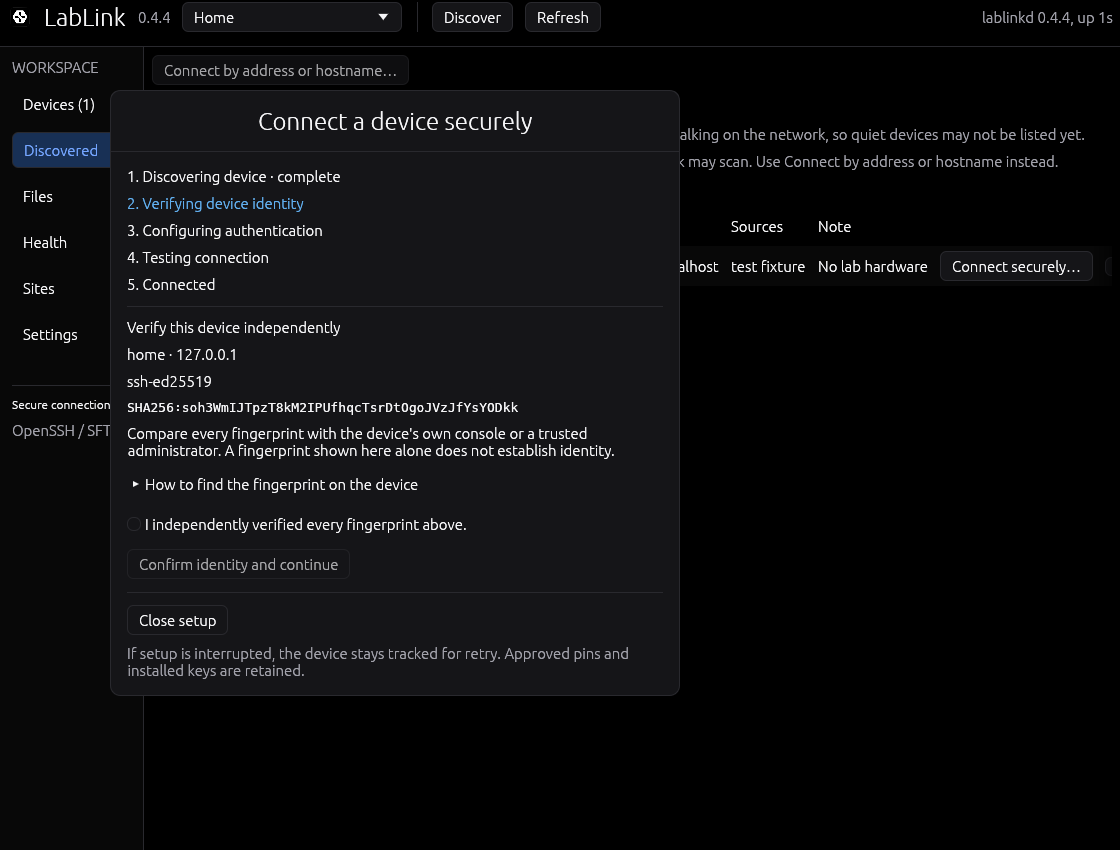 LabLink 0.4.4 Home Discover Refresh lablinkd 0.4.4, up 1s
WORKSPACE
Devices (1)
Discovered
Files
Health
Sites
Settings
Secure connection
OpenSSH / SFT
Connect by address or hostname…
alking on the network, so quiet devices may not be listed yet.
k may scan. Use Connect by address or hostname instead.
Sources Note
alhost test fixture No lab hardware Connect securely…
Connect a device securely
1. Discovering device · complete
2. Verifying device identity
3. Configuring authentication
4. Testing connection
5. Connected
Verify this device independently
home · 127.0.0.1
ssh-ed25519
SHA256:soh3WmIJTpzT8kM2IPUfhqcTsrDtOgoJVzJfYsYODkk
Compare every fingerprint with the device's own console or a trusted
administrator. A fingerprint shown here alone does not establish identity.
How to find the fingerprint on the device
I independently verified every fingerprint above.
Confirm identity and continue
Close setup
If setup is interrupted, the device stays tracked for retry. Approved pins and
installed keys are retained.